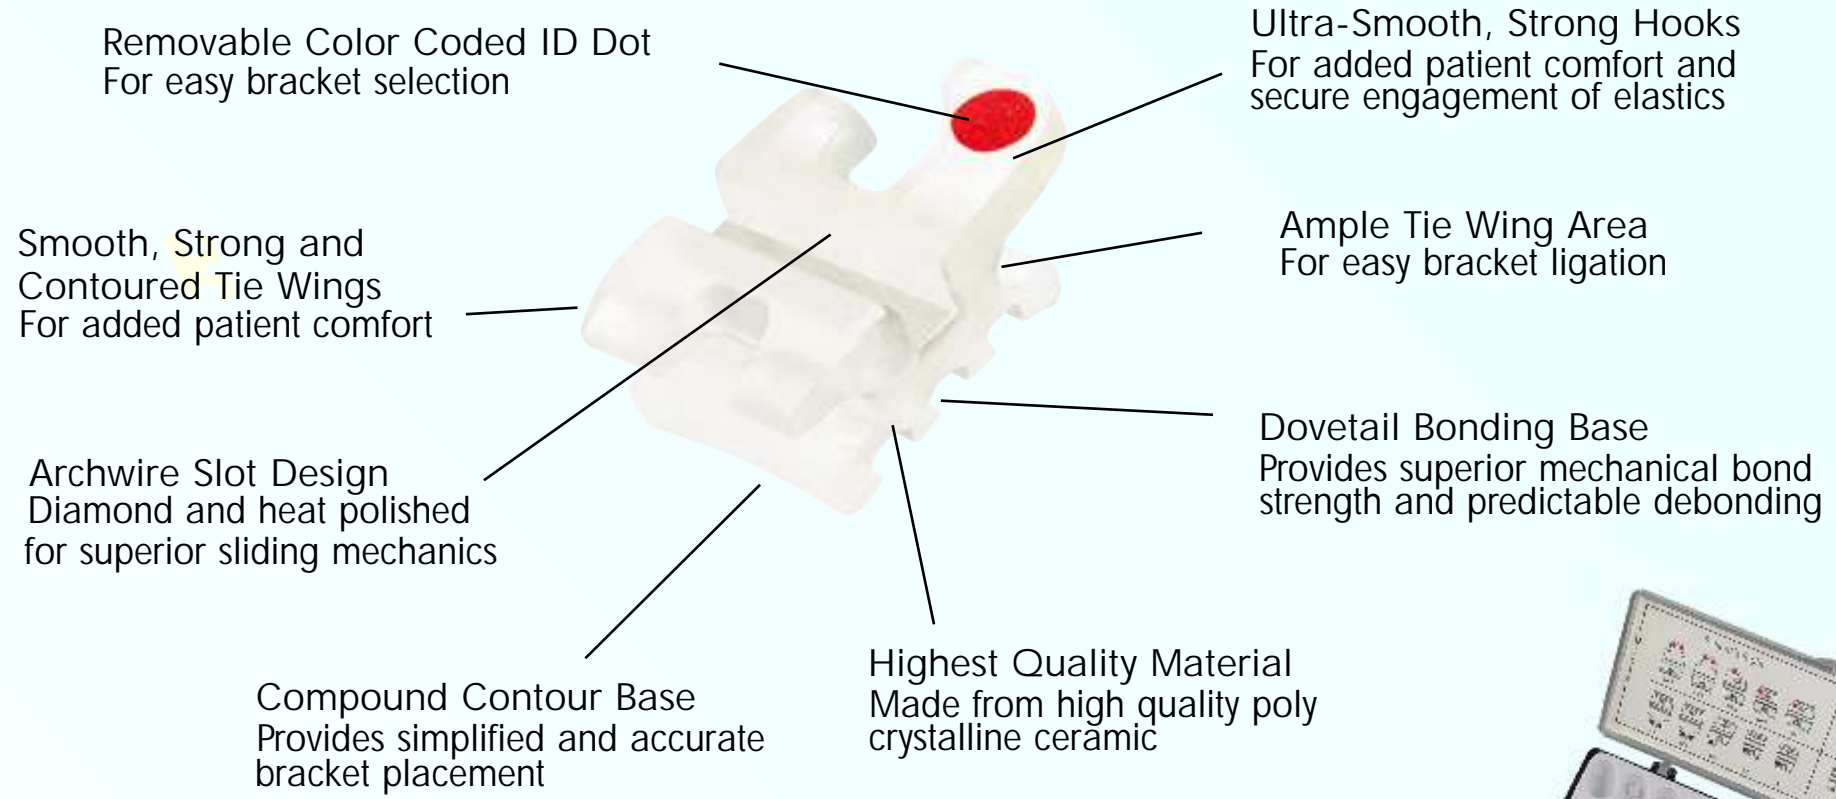 Removable Color Coded ID Dot
For easy bracket selection
Ultra-Smooth, Strong Hooks
For added patient comfort and
secure engagement of elastics
Smooth, Strong and
Contoured Tie Wings
For added patient comfort
Ample Tie Wing Area
For easy bracket ligation
Archwire Slot Design
Diamond and heat polished
for superior sliding mechanics
Dovetail Bonding Base
Provides superior mechanical bond
strength and predictable debonding
Compound Contour Base
Provides simplified and accurate
bracket placement
Highest Quality Material
Made from high quality poly
crystalline ceramic